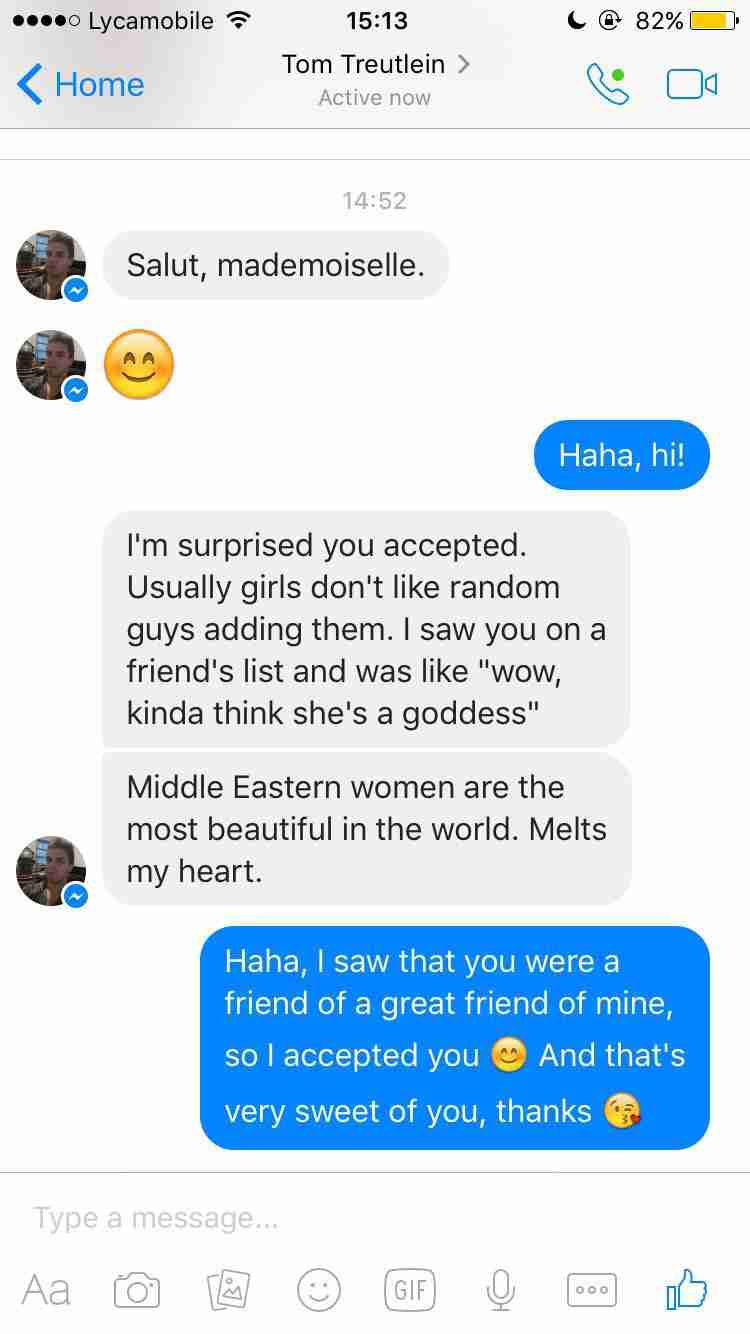 Lycamobile 15:13 82%
Home Tom Treutlein
Active now
14:52
Salut, mademoiselle.
😊
Haha, hi!
I'm surprised you accepted.
Usually girls don't like random
guys adding them. I saw you on a
friend's list and was like "wow,
kinda think she's a goddess"
Middle Eastern women are the
most beautiful in the world. Melts
my heart.
Haha, I saw that you were a
friend of a great friend of mine,
so I accepted you 😊 And that's
very sweet of you, thanks 😘
Type a message...
Aa GIF